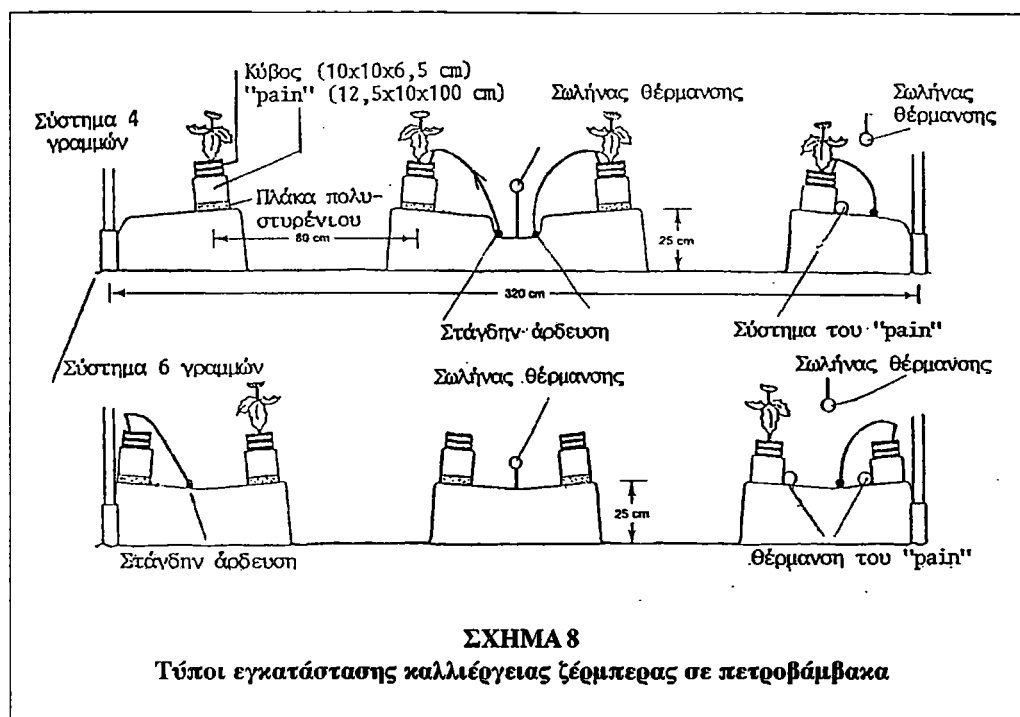 Κύβος (10x10x6,5 cm)
"pain" (12,5x10x100 cm)
Σωλήνας θέρμανσης
Σωλήνας
θέρμανσης
Σύστημα 4
γραμμών
Πλάκα πολυ-
στυρένιου
80 cm
25 cm
320 cm
Στάγδην άρδευση
Σύστημα του "pain"
Σύστημα 6 γραμμών
Σωλήνας θέρμανσης
Σωλήνας θέρμανσης
25 cm
Στάγδην άρδευση
θέρμανση του "pain"
ΣΧΗΜΑ 8
Τύποι εγκατάστασης καλλιέργειας ζέρμπερας σε πετροβάμβακα